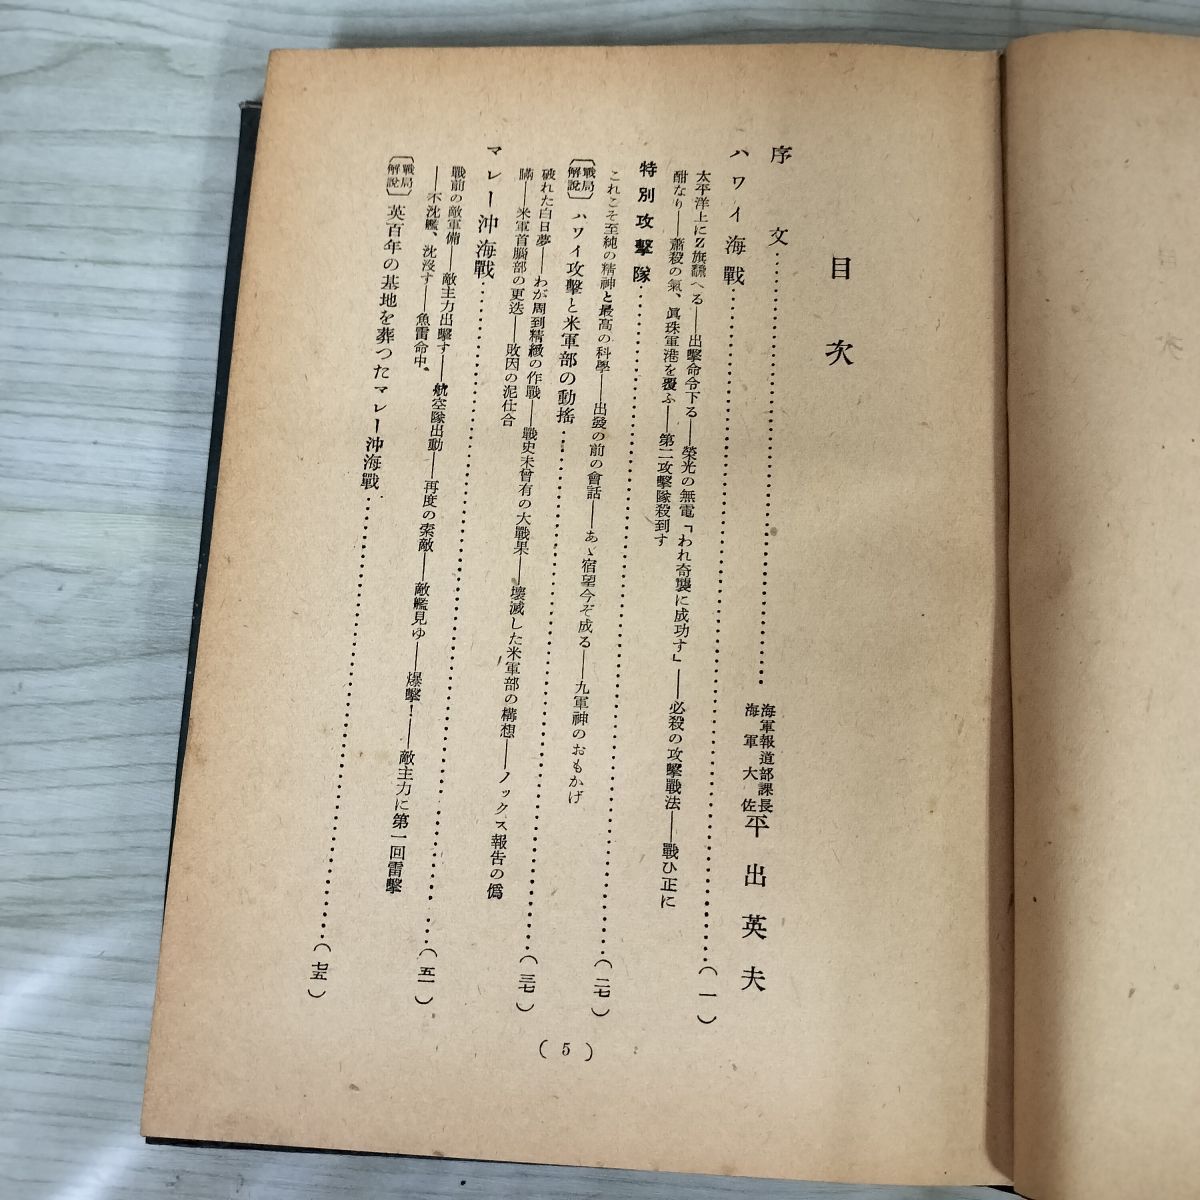 目次
序文……………………海軍報道部課長 海軍大佐 平出英夫
ハワイ海戰……………………(一)
太平洋上にZ旗飜へる――出擊命令下る――榮光の無電「われ奇襲に成功す」――必殺の攻擊戰法――戰ひ正に
酣なり――蕭殺の氣、眞珠軍港を覆ふ――第二攻擊隊殺到す
特別攻擊隊……………………(二七)
これこそ至純の精神と最高の科學――出發の前の會話――あゝ宿望今ぞ成る――九軍神のおもかげ
〔戰局解說〕ハワイ攻擊と米軍部の動搖……………………(三七)
破れた白日夢――わが周到精緻の作戰――戰史未曾有の大戰果――壞滅した米軍部の構想――ノックス報告の僞
瞞――米軍首腦部の更迭――敗因の泥仕合
マレー沖海戰……………………(五一)
戰前の敵軍備――敵主力出擊す――航空隊出動――再度の索敵――敵艦見ゆ――爆擊!――敵主力に第一回雷擊
――不沈艦、沈沒す――魚雷命中。
〔戰局解說〕英百年の基地を葬つたマレー沖海戰……………………(七五)
(5)